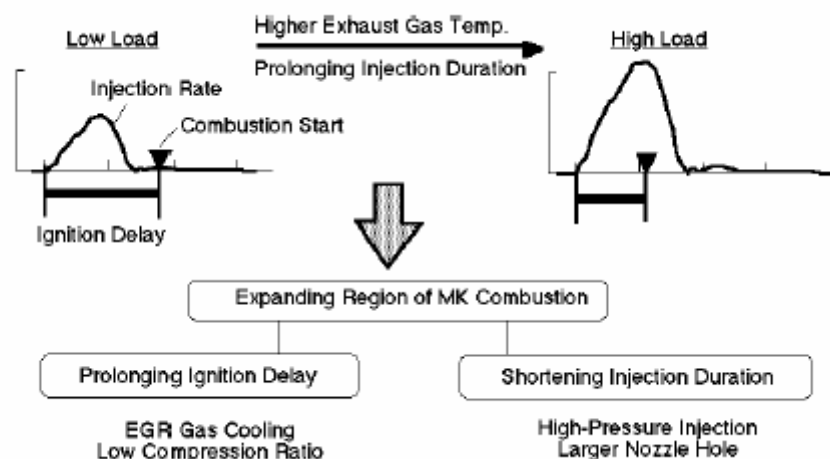 Low Load
Higher Exhaust Gas Temp.
High Load
Prolonging Injection Duration
Injection Rate
Combustion Start
Ignition Delay
Expanding Region of MK Combustion
Prolonging Ignition Delay
Shortening Injection Duration
EGR Gas Cooling
Low Compression Ratio
High-Pressure Injection
Larger Nozzle Hole